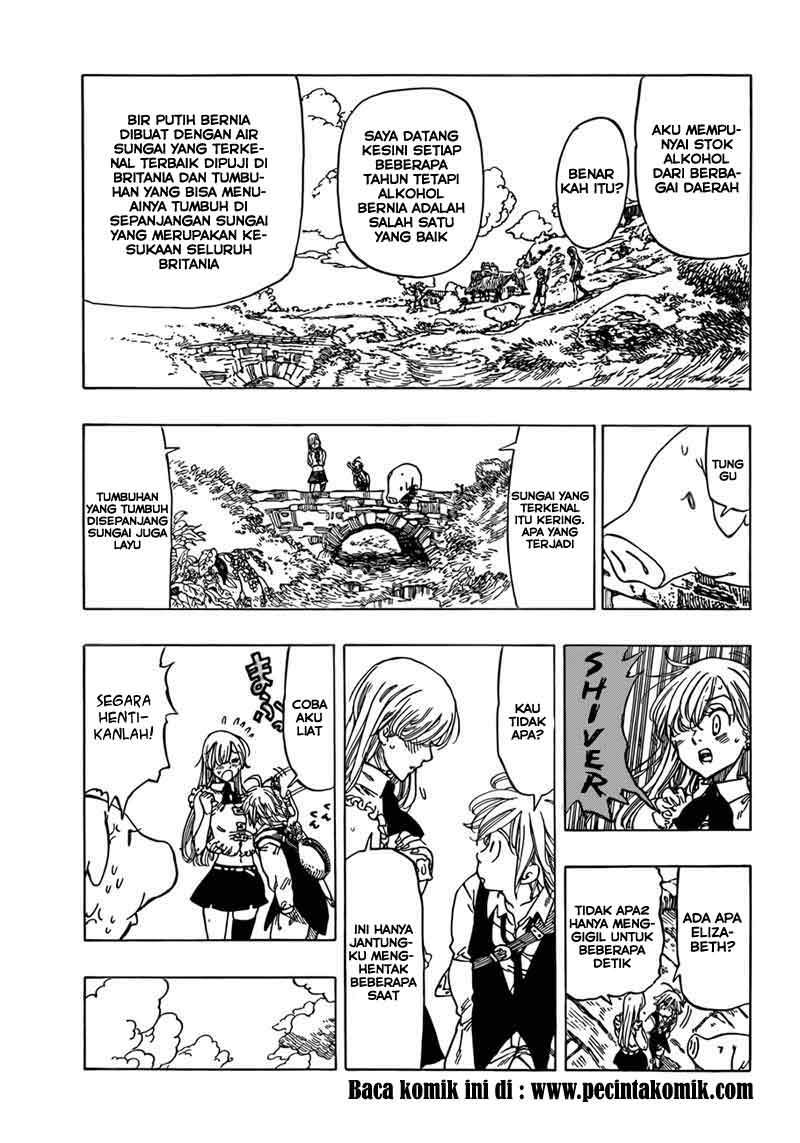 AKU MEMPU-
NYAI STOK
ALKOHOL
DARI BERBA-
GAI DAERAH
BENAR
KAH ITU?
SAYA DATANG
KESINI SETIAP
BEBERAPA
TAHUN TETAPI
ALKOHOL
BERNIA ADALAH
SALAH SATU
YANG BAIK
BIR PUTIH BERNIA
DIBUAT DENGAN AIR
SUNGAI YANG TERKE-
NAL TERBAIK DIPUJI DI
BRITANIA DAN TUMBU-
HAN YANG BISA MENU-
AINYA TUMBUH DI
SEPANJANGAN SUNGAI
YANG MERUPAKAN KE-
SUKAAN SELURUH
BRITANIA
TUNG
GU
SUNGAI YANG
TERKENAL
ITU KERING.
APA YANG
TERJADI
TUMBUHAN
YANG TUMBUH
DISEPANJANG
SUNGAI JUGA
LAYU
SHIVER
ADA APA
ELIZA-
BETH?
TIDAK APA2
HANYA MENG-
GIGIL UNTUK
BEBERAPA
DETIK
KAU
TIDAK
APA?
INI HANYA
JANTUNG-
KU MENG-
HENTAK
BEBERAPA
SAAT
COBA
AKU
LIAT
SEGARA
HENTI-
KANLAH!
Baca komik ini di : www.pecintakomik.com